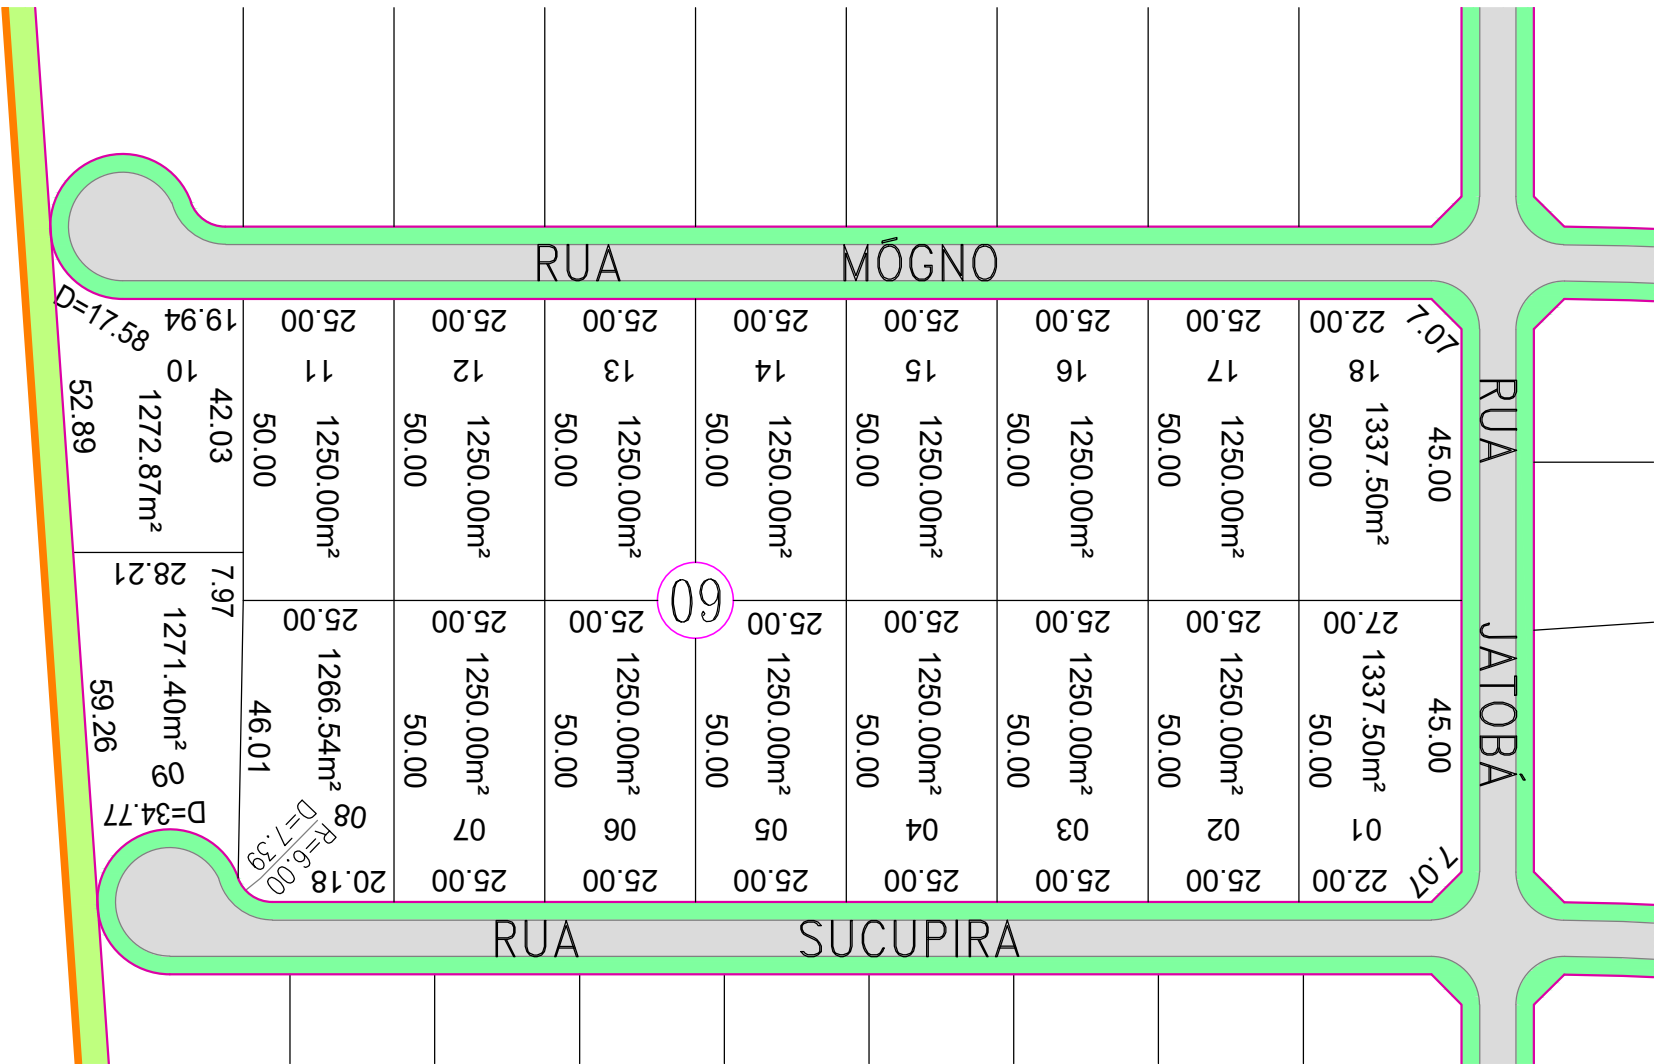 RUA MÓGNO
D=17.58
19.94
25.00
25.00
25.00
25.00
25.00
25.00
25.00
22.00
7.07
10
11
12
13
14
15
16
17
18
52.89
1272.87m²
42.03
50.00
1250.00m²
50.00
1250.00m²
50.00
1250.00m²
50.00
1250.00m²
50.00
1250.00m²
50.00
1250.00m²
50.00
1250.00m²
50.00
1337.50m²
45.00
RUA JATOBÁ
09
28.21
7.97
25.00
25.00
25.00
25.00
25.00
25.00
25.00
27.00
59.26
1271.40m²
46.01
1266.54m²
50.00
1250.00m²
50.00
1250.00m²
50.00
1250.00m²
50.00
1250.00m²
50.00
1250.00m²
50.00
1250.00m²
50.00
1337.50m²
45.00
09
08
07
06
05
04
03
02
01
D=34.77
R=6.00
D=7.39
20.18
25.00
25.00
25.00
25.00
25.00
25.00
22.00
7.07
RUA SUCUPIRA